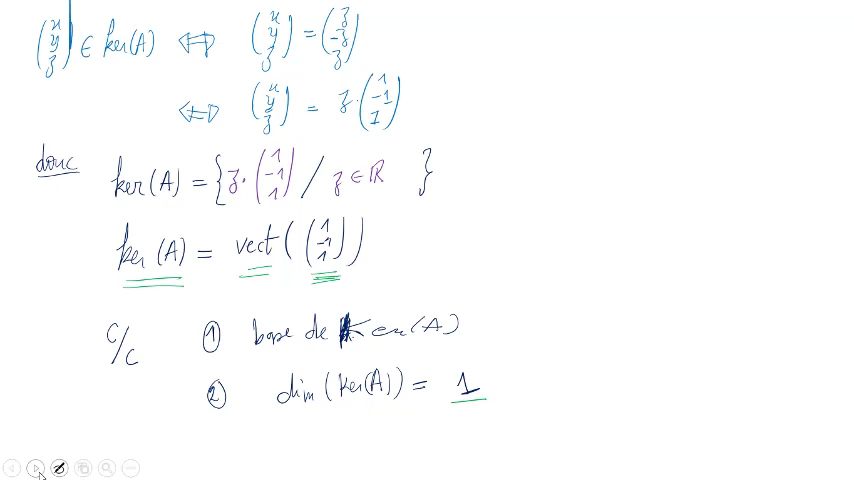 (x y z) ∈ ker(A) ⟺ (x y z) = (z -z z)
⟺ (x y z) = z · (1 -1 1)
donc ker(A) = { z · (1 -1 1) / z ∈ ℝ }
ker(A) = vect((1 -1 1))
C/C ① base de Ker(A)
② dim(Ker(A)) = 1